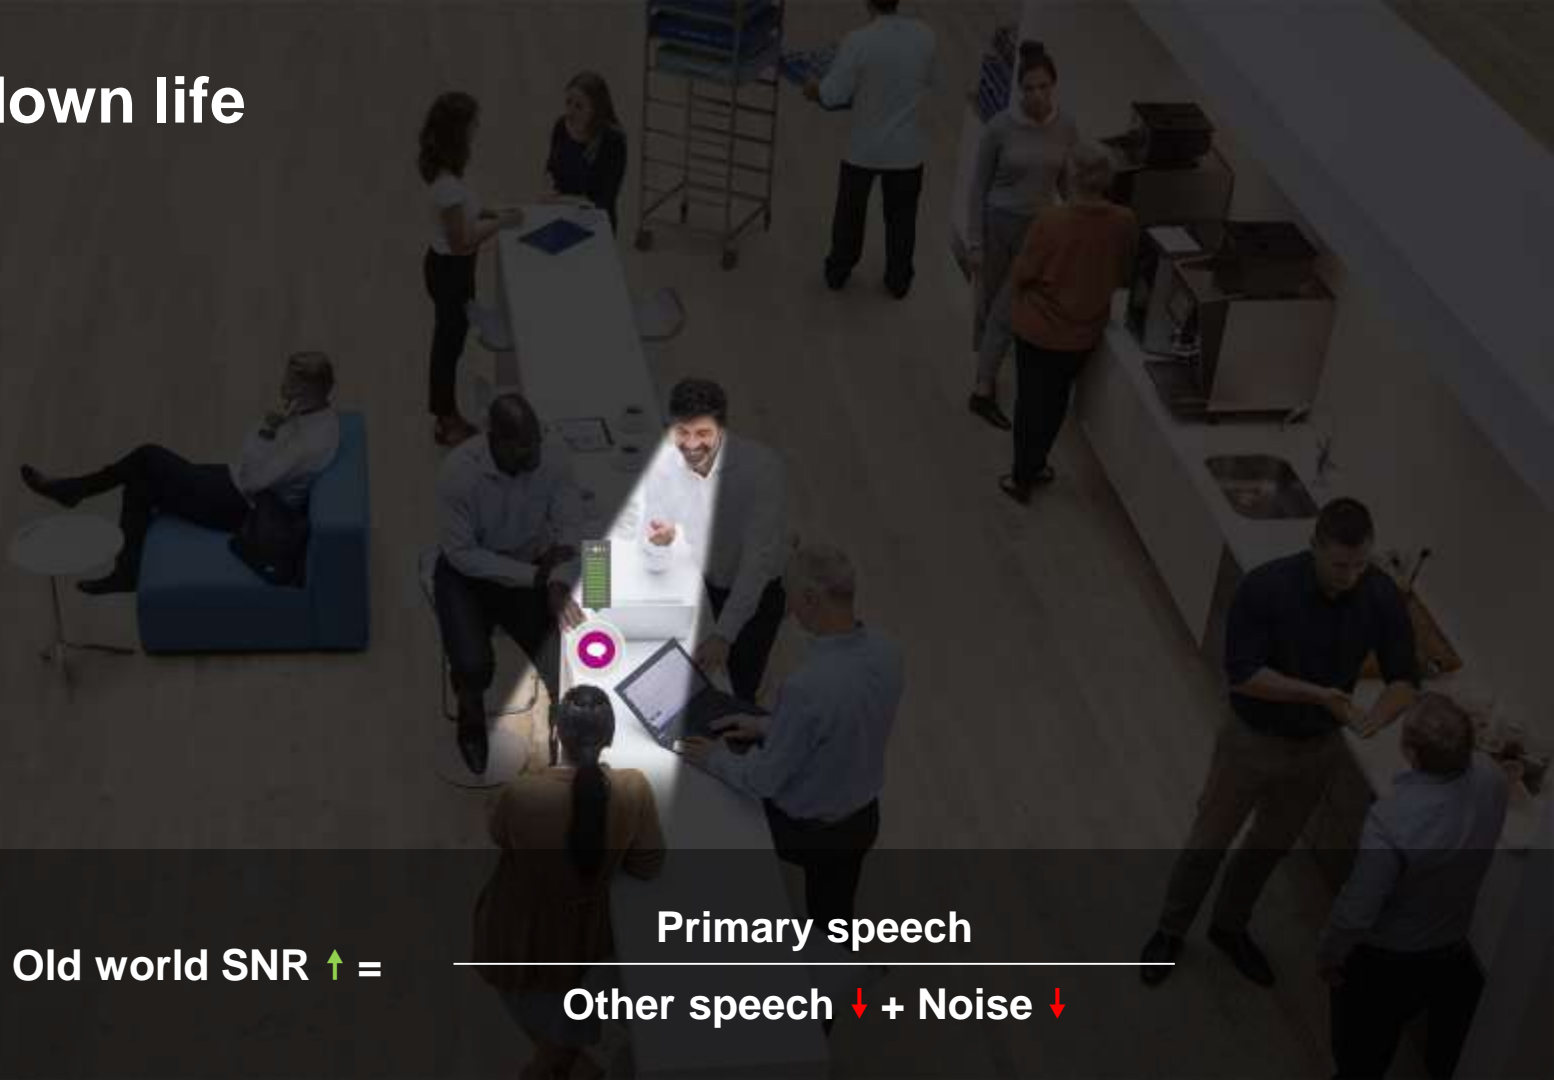 lown life
Primary speech
Old world SNR ↑ =
Other speech ↓ + Noise ↓